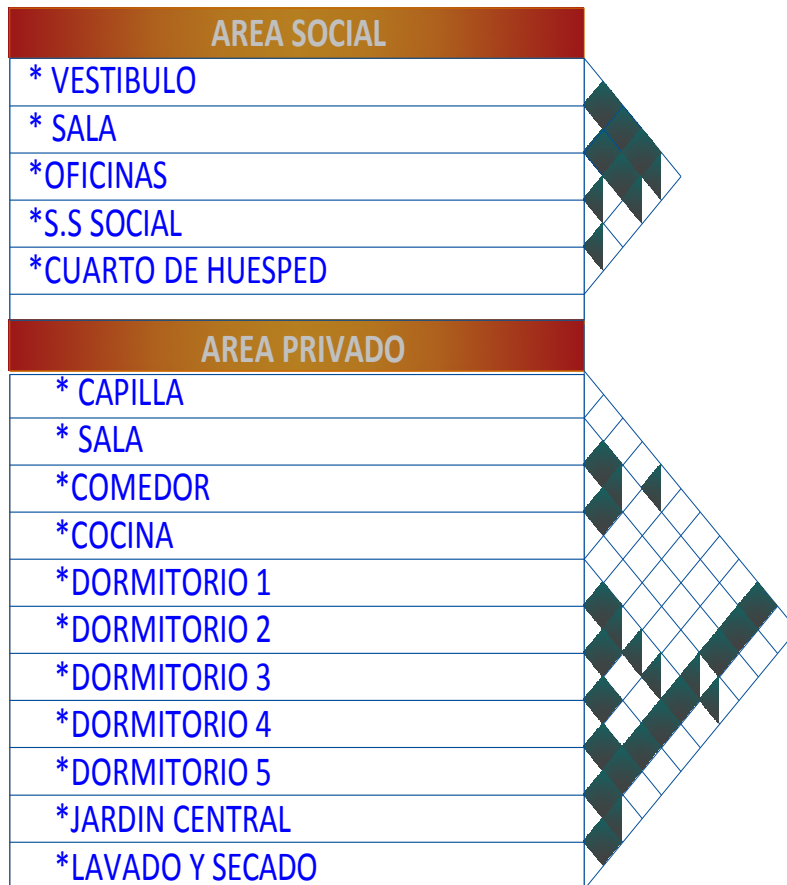 AREA SOCIAL
* VESTIBULO
* SALA
*OFICINAS
*S.S SOCIAL
*CUARTO DE HUESPED
AREA PRIVADO
* CAPILLA
* SALA
*COMEDOR
*COCINA
*DORMITORIO 1
*DORMITORIO 2
*DORMITORIO 3
*DORMITORIO 4
*DORMITORIO 5
*JARDIN CENTRAL
*LAVADO Y SECADO